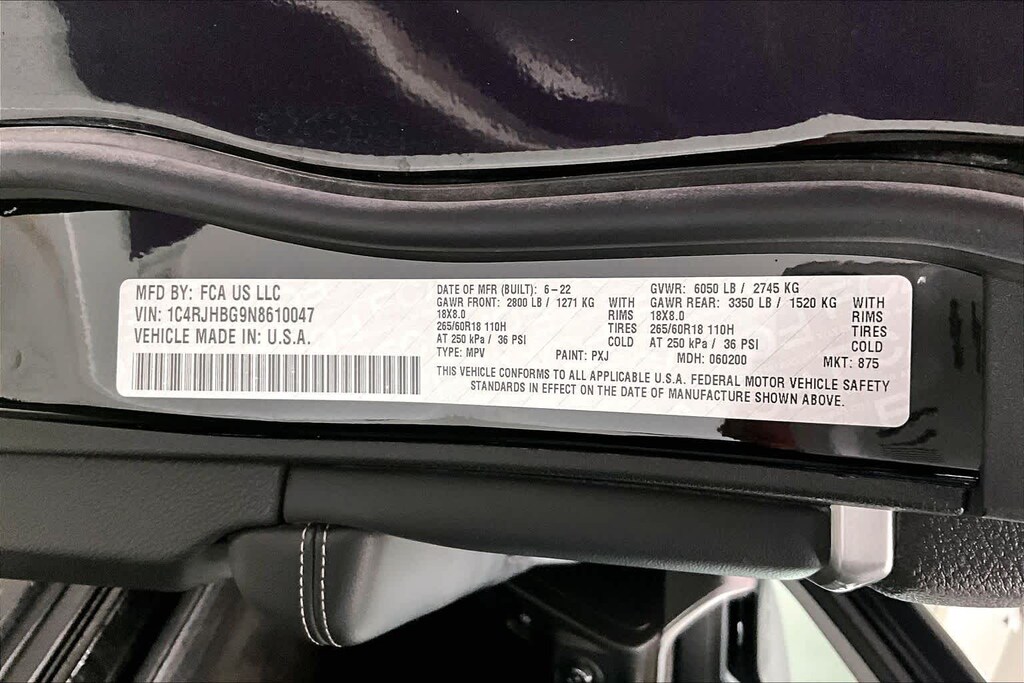 MFD BY: FCA US LLC
VIN: 1C4RJHBG9N8610047
VEHICLE MADE IN: U.S.A.
DATE OF MFR (BUILT): 6-22
GAWR FRONT: 2800 LB / 1271 KG WITH
18X8.0 RIMS
265/60R18 110H TIRES
AT 250 kPa / 36 PSI COLD
TYPE: MPV PAINT: PXJ
GVWR: 6050 LB / 2745 KG
GAWR REAR: 3350 LB / 1520 KG WITH
18X8.0 RIMS
265/60R18 110H TIRES
AT 250 kPa / 36 PSI COLD
MDH: 060200 MKT: 875
THIS VEHICLE CONFORMS TO ALL APPLICABLE U.S.A. FEDERAL MOTOR VEHICLE SAFETY
STANDARDS IN EFFECT ON THE DATE OF MANUFACTURE SHOWN ABOVE.